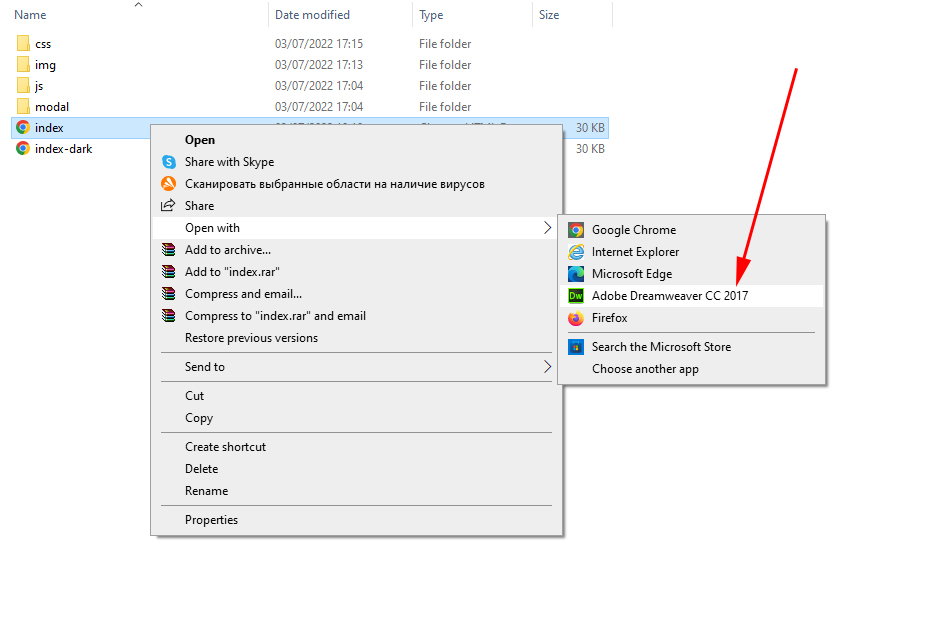 Name Date modified Type Size
css 03/07/2022 17:15 File folder
img 03/07/2022 17:13 File folder
js 03/07/2022 17:04 File folder
modal 03/07/2022 17:04 File folder
index 30 KB
index-dark 30 KB
Open
Share with Skype
Сканировать выбранные области на наличие вирусов
Share
Open with
Add to archive...
Add to "index.rar"
Compress and email...
Compress to "index.rar" and email
Restore previous versions
Send to
Cut
Copy
Create shortcut
Delete
Rename
Properties
Google Chrome
Internet Explorer
Microsoft Edge
Dw Adobe Dreamweaver CC 2017
Firefox
Search the Microsoft Store
Choose another app